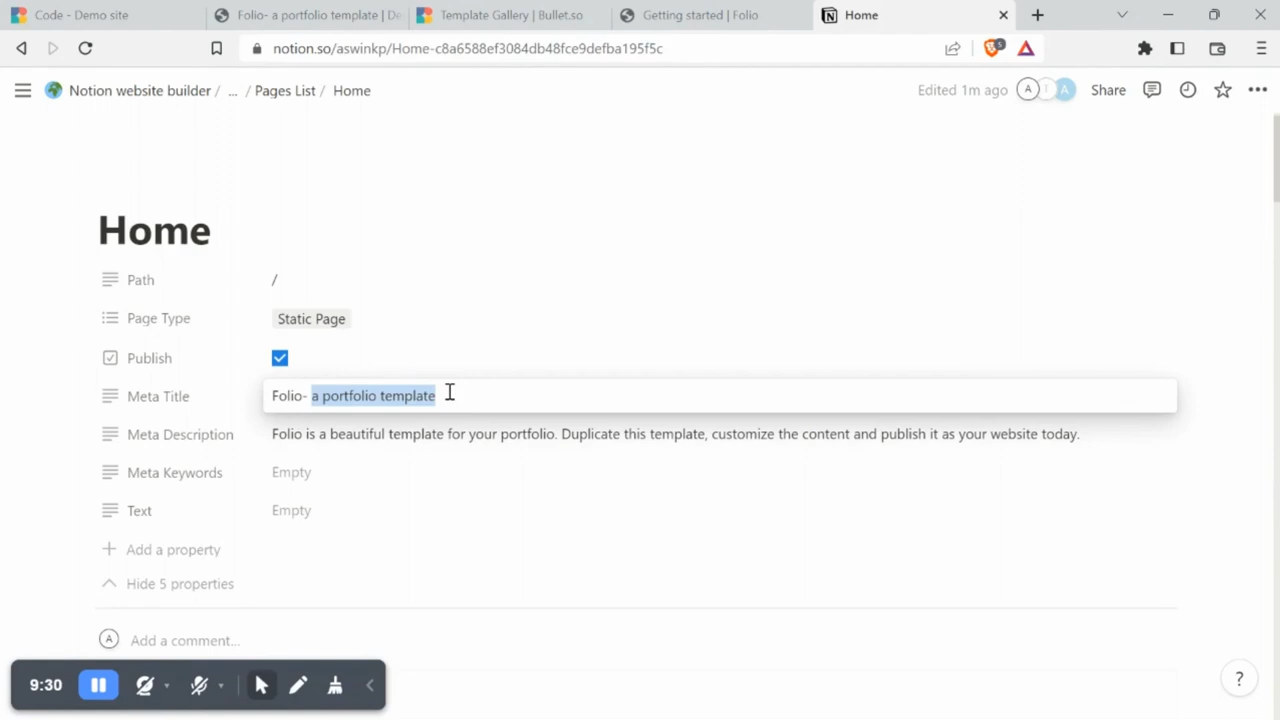 Code - Demo site
Folio- a portfolio template | De
Template Gallery | Bullet.so
Getting started | Folio
Home
notion.so/aswinkp/Home-c8a6588ef3084db48fce9defba195f5c
5
Notion website builder / ... / Pages List / Home
Edited 1m ago
A
A
Share
Home
Path
/
Page Type
Static Page
Publish
Meta Title
Folio- a portfolio template
Meta Description
Folio is a beautiful template for your portfolio. Duplicate this template, customize the content and publish it as your website today.
Meta Keywords
Empty
Text
Empty
Add a property
Hide 5 properties
A
Add a comment...
9:30
?